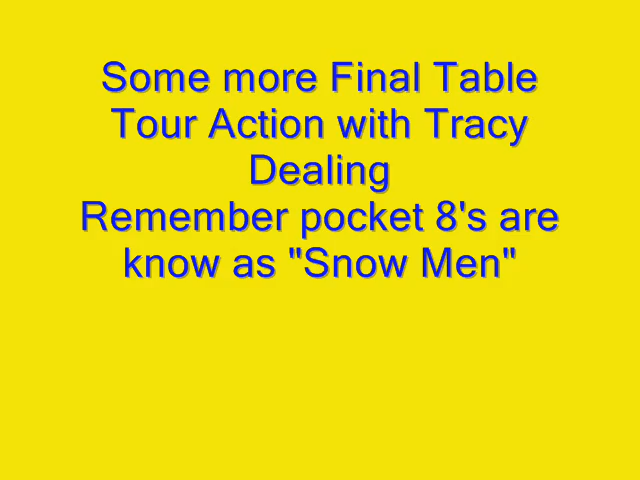 Some more Final Table
Tour Action with Tracy
Dealing
Remember pocket 8's are
know as "Snow Men"